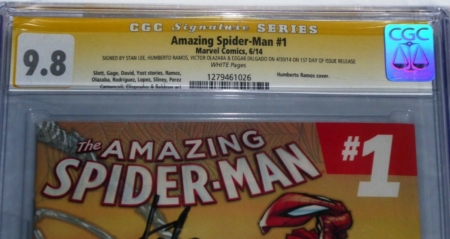 CGC Signature SERIES
Amazing Spider-Man #1
Marvel Comics, 6/14
9.8
SIGNED BY STAN LEE, HUMBERTO RAMOS, VICTOR OLAZABA & EDGAR DELGADO ON 4/30/14 ON 1ST DAY OF ISSUE RELEASE
WHITE Pages
Slott, Gage, David, Yost stories, Ramos,
Olazaba, Rodriguez, Lopez, Sliney, Perez
Humberto Ramos cover.
1279461026
CGC
The AMAZING
SPIDER-MAN
#1